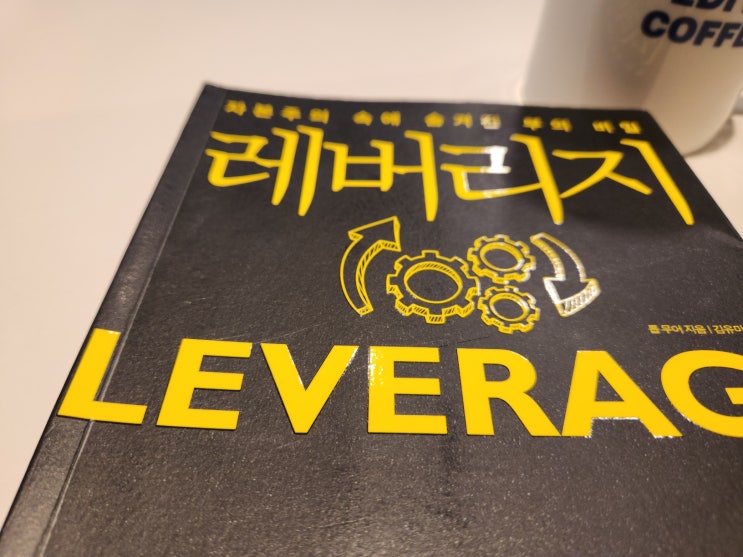 COFFE
자본주의 속에 숨겨진 부의 비밀
레버리지
롭 무어 지음 | 김유미
LEVERAG